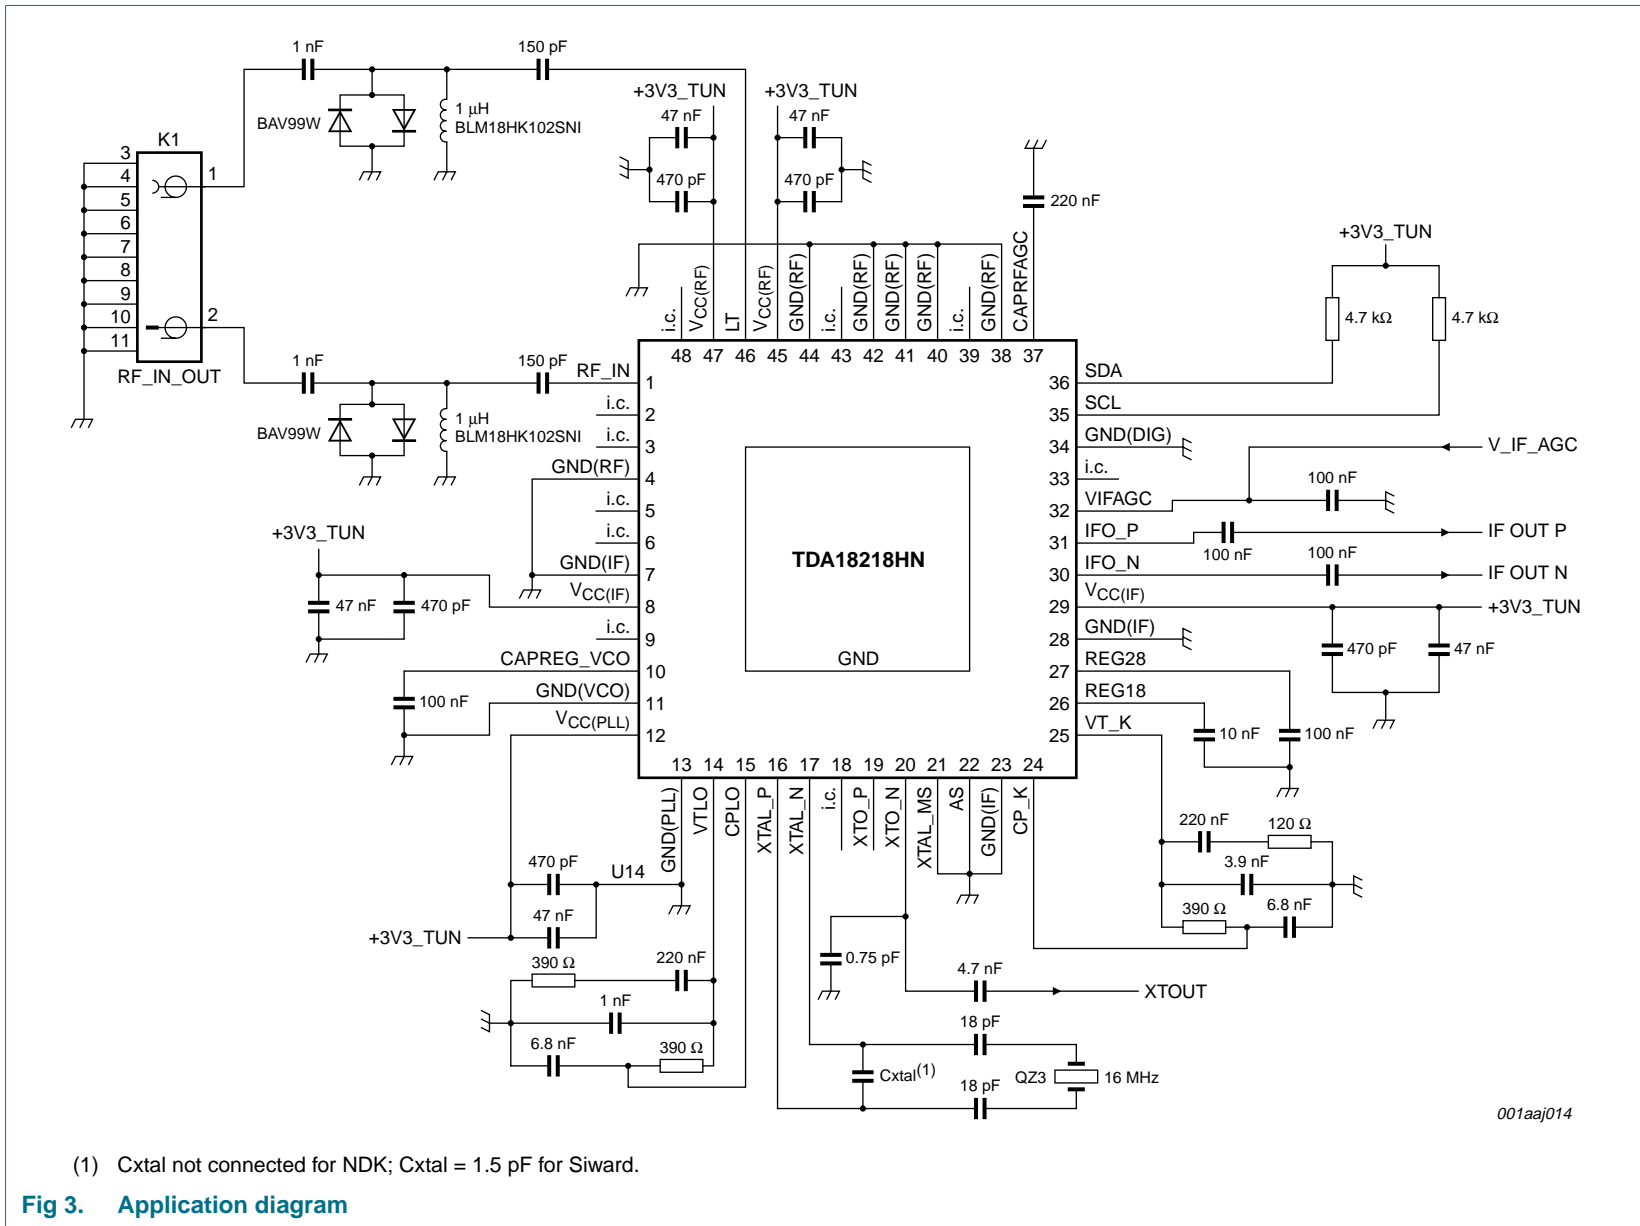 1 nF
150 pF
BAV99W
1 μH
BLM18HK102SNI
+3V3_TUN
47 nF
470 pF
+3V3_TUN
47 nF
470 pF
220 nF
K1
3
4
5
6
7
8
9
10
11
1
2
RF_IN_OUT
1 nF
150 pF
BAV99W
1 μH
BLM18HK102SNI
i.c.
VCC(RF)
LT
VCC(RF)
GND(RF)
i.c.
GND(RF)
GND(RF)
GND(RF)
i.c.
GND(RF)
CAPRFAGC
48 47 46 45 44 43 42 41 40 39 38 37
RF_IN 1
i.c. 2
i.c. 3
GND(RF) 4
i.c. 5
i.c. 6
GND(IF) 7
VCC(IF) 8
i.c. 9
CAPREG_VCO 10
GND(VCO) 11
VCC(PLL) 12
+3V3_TUN
47 nF
470 pF
100 nF
TDA18218HN
GND
+3V3_TUN
4.7 kΩ
4.7 kΩ
36 SDA
35 SCL
34 GND(DIG)
33 i.c.
32 VIFAGC
31 IFO_P
30 IFO_N
29 VCC(IF)
28 GND(IF)
27 REG28
26 REG18
25 VT_K
V_IF_AGC
100 nF
100 nF
IF OUT P
100 nF
IF OUT N
+3V3_TUN
470 pF
47 nF
10 nF
100 nF
13 14 15 16 17 18 19 20 21 22 23 24
GND(PLL)
VTLO
CPLO
XTAL_P
XTAL_N
i.c.
XTO_P
XTO_N
XTAL_MS
AS
GND(IF)
CP_K
220 nF
120 Ω
3.9 nF
390 Ω
6.8 nF
470 pF
U14
47 nF
+3V3_TUN
390 Ω
220 nF
1 nF
6.8 nF
390 Ω
0.75 pF
4.7 nF
XTOUT
18 pF
Cxtal(1)
QZ3
16 MHz
18 pF
001aaj014
(1) Cxtal not connected for NDK; Cxtal = 1.5 pF for Siward.
Fig 3. Application diagram